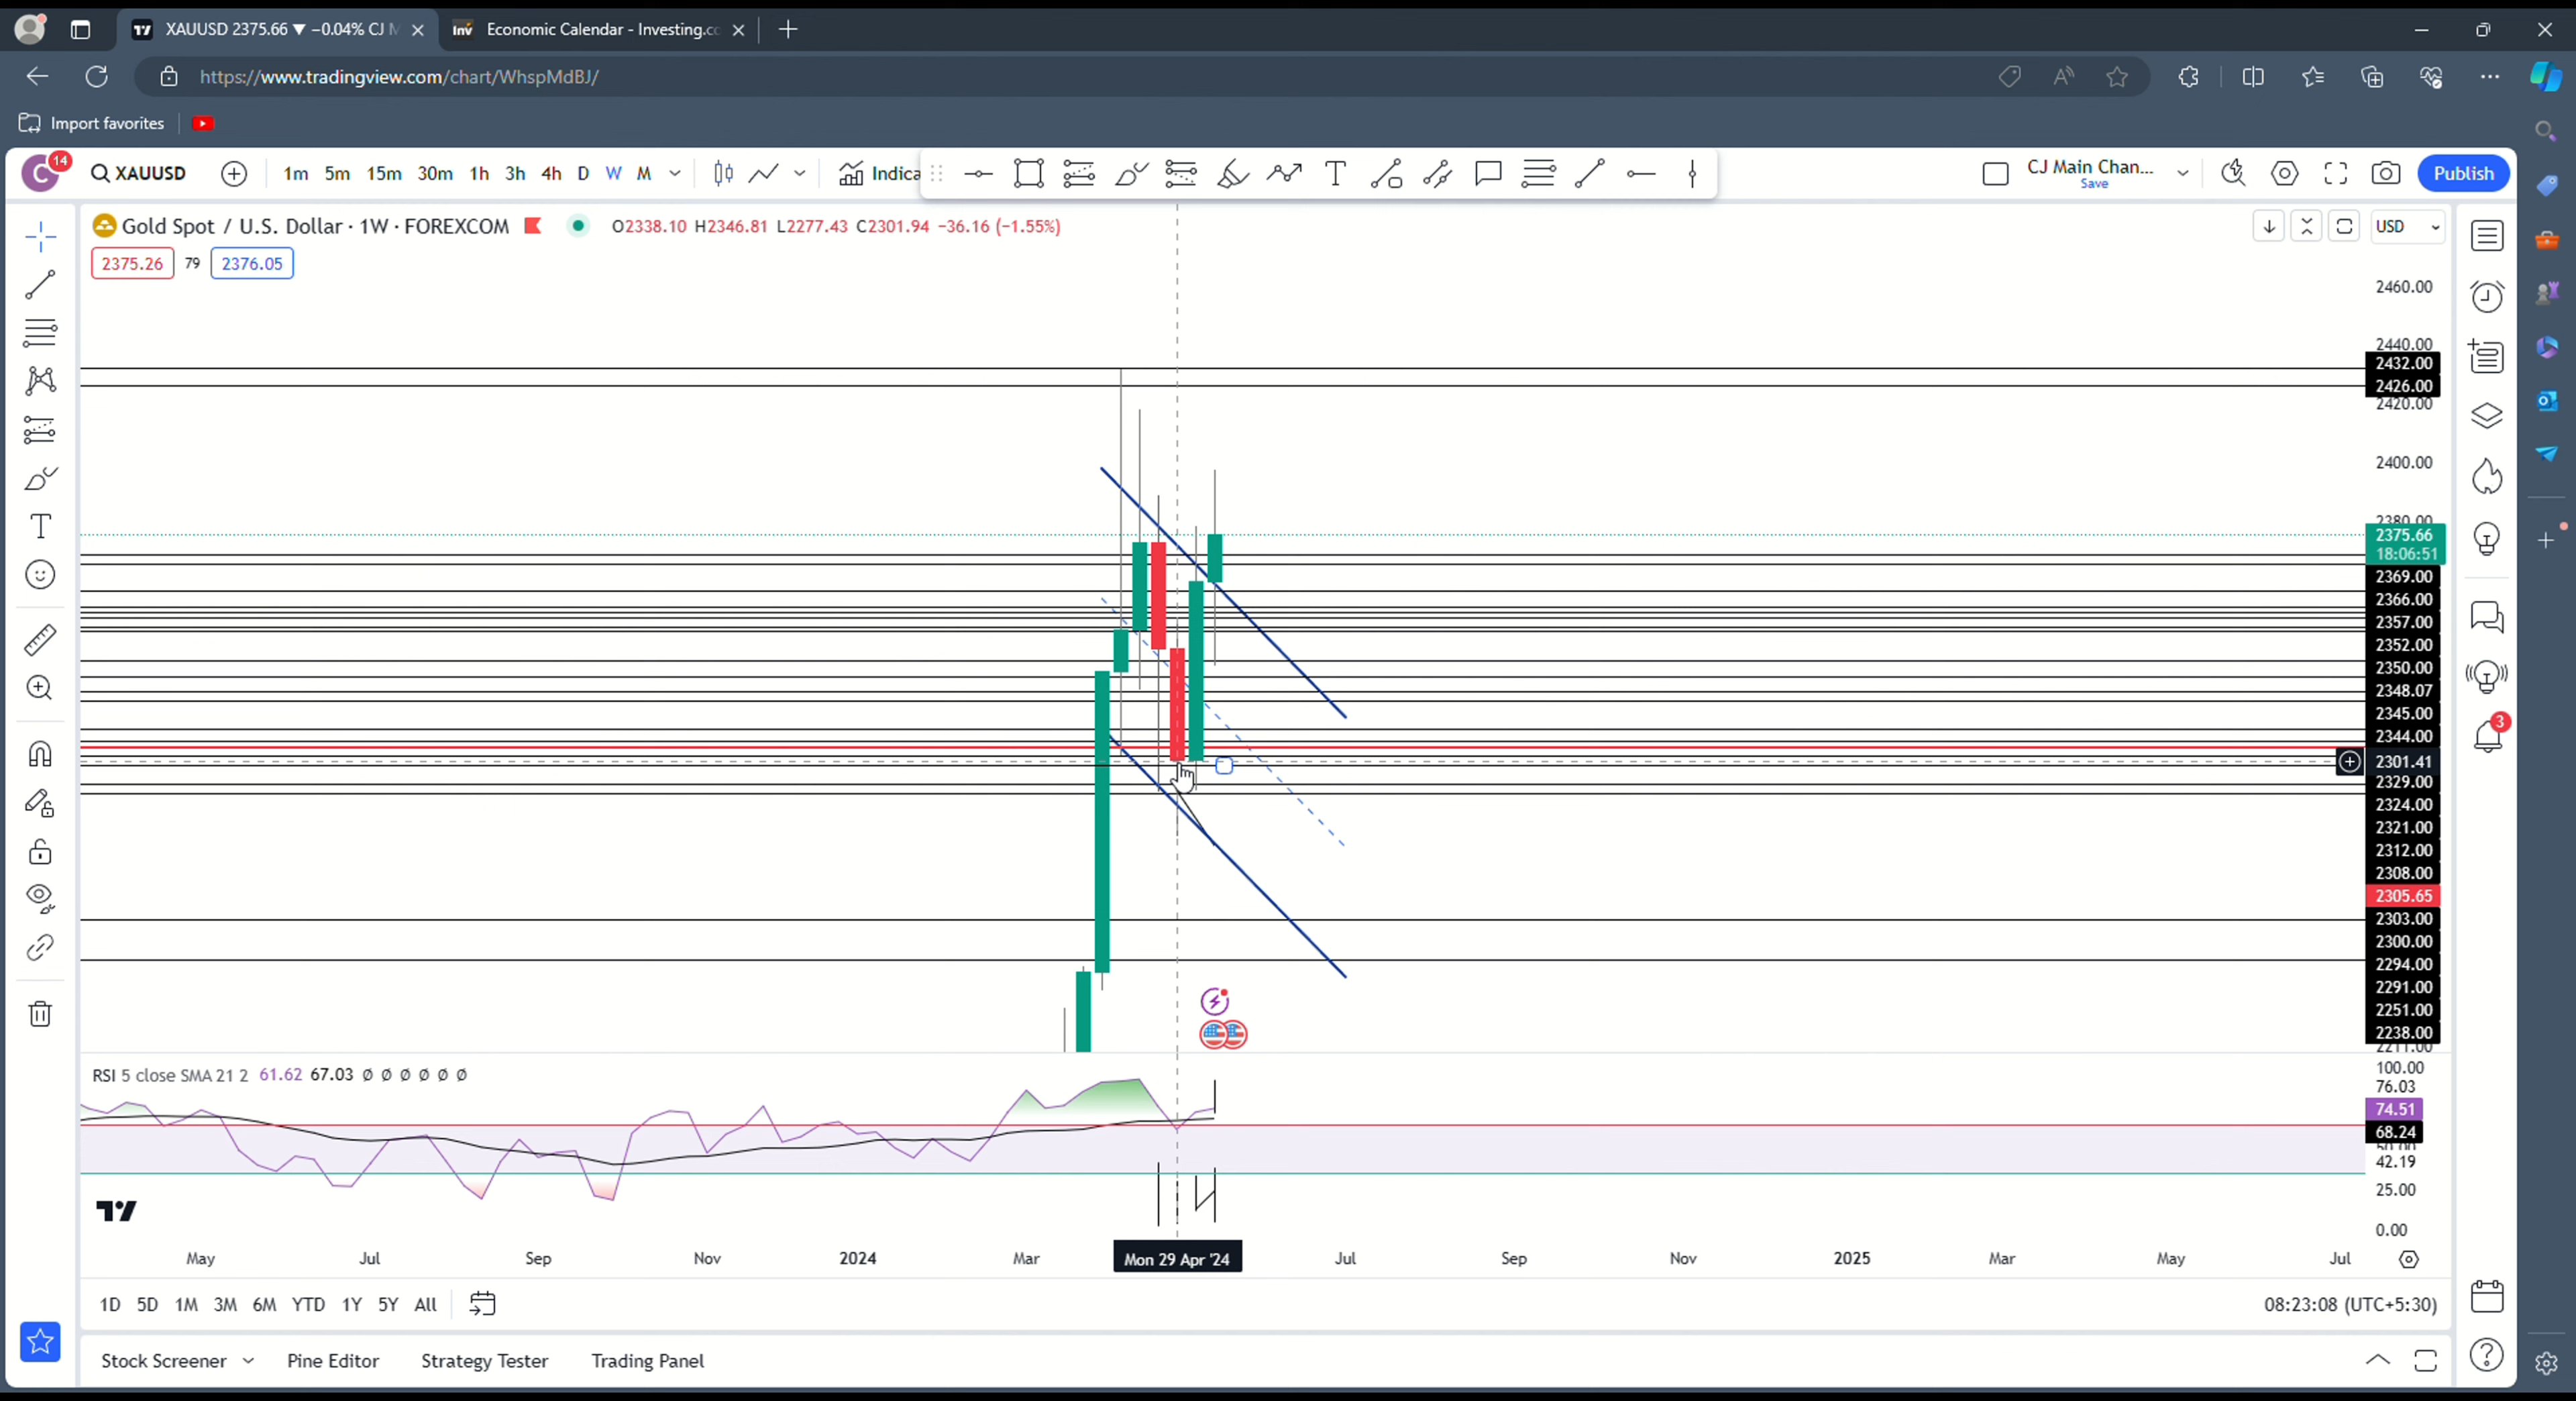 XAUUSD 2375.66 ▼ −0.04% CJ M
Economic Calendar - Investing.co
https://www.tradingview.com/chart/WhspMdBJ/
Import favorites
C 14
XAUUSD 1m 5m 15m 30m 1h 3h 4h D W M Indica
CJ Main Chan...
Save
Publish
Gold Spot / U.S. Dollar · 1W · FOREXCOM O2338.10 H2346.81 L2277.43 C2301.94 −36.16 (−1.55%)
USD
2375.26 79 2376.05
2460.00
2440.00
2432.00
2426.00
2420.00
2400.00
2380.00
2375.66
18:06:51
2369.00
2366.00
2357.00
2352.00
2350.00
2348.07
2345.00
2344.00
2301.41
2329.00
2324.00
2321.00
2312.00
2308.00
2305.65
2303.00
2300.00
2294.00
2291.00
2251.00
2238.00
2211.00
3
RSI 5 close SMA 21 2 61.62 67.03 ∅ ∅ ∅ ∅ ∅ ∅
100.00
76.03
74.51
68.24
50.00
42.19
25.00
0.00
May Jul Sep Nov 2024 Mar Mon 29 Apr '24 Jul Sep Nov 2025 Mar May Jul
1D 5D 1M 3M 6M YTD 1Y 5Y All
08:23:08 (UTC+5:30)
Stock Screener Pine Editor Strategy Tester Trading Panel